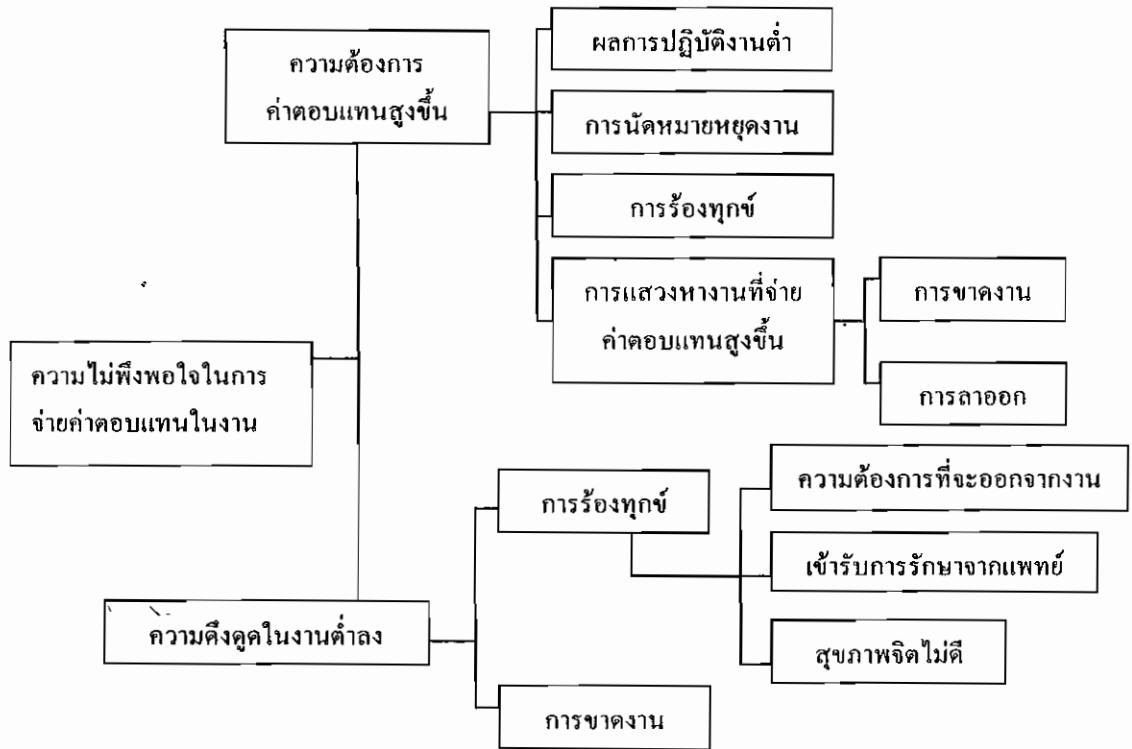 ความต้องการ
ค่าตอบแทนสูงขึ้น
ผลการปฏิบัติงานต่ำ
การนัดหมายหยุดงาน
การร้องทุกข์
การแสวงหางานที่จ่าย
ค่าตอบแทนสูงขึ้น
การขาดงาน
การลาออก
ความไม่พึงพอใจในการ
จ่ายค่าตอบแทนในงาน
ความดึงดูดในงานต่ำลง
การร้องทุกข์
ความต้องการที่จะออกจากงาน
เข้ารับการรักษาจากแพทย์
สุขภาพจิตไม่ดี
การขาดงาน